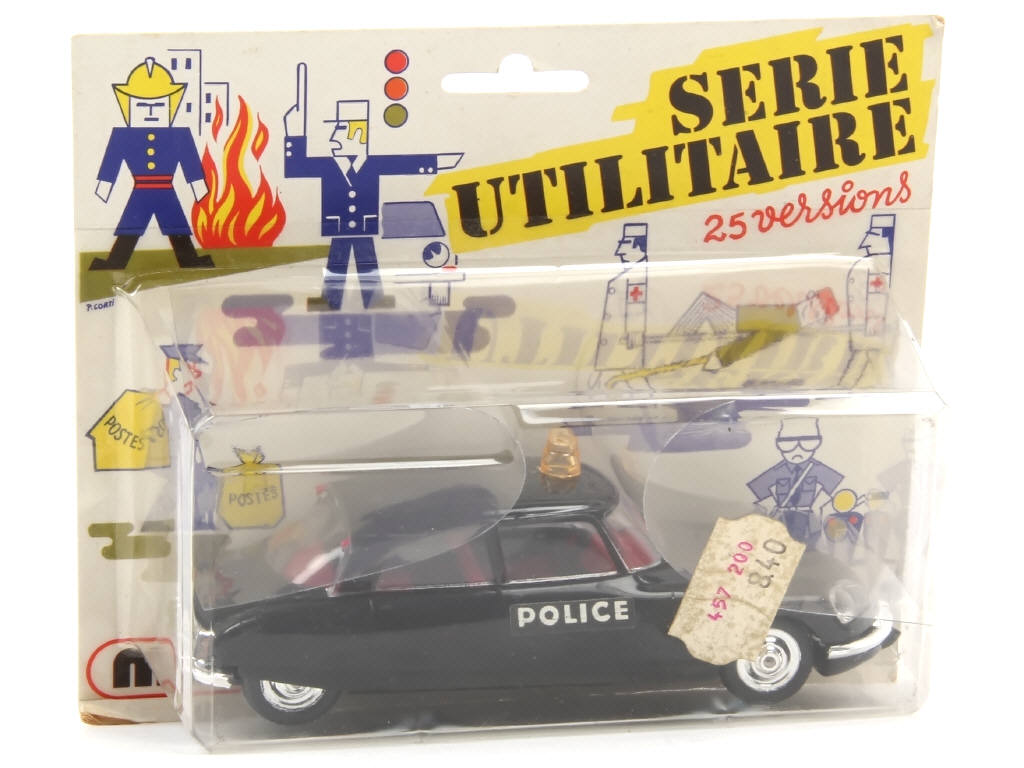 SERIE
UTILITAIRE
25 versions
P. CORTI
POSTES
POSTES
POLICE
457 200
8.40